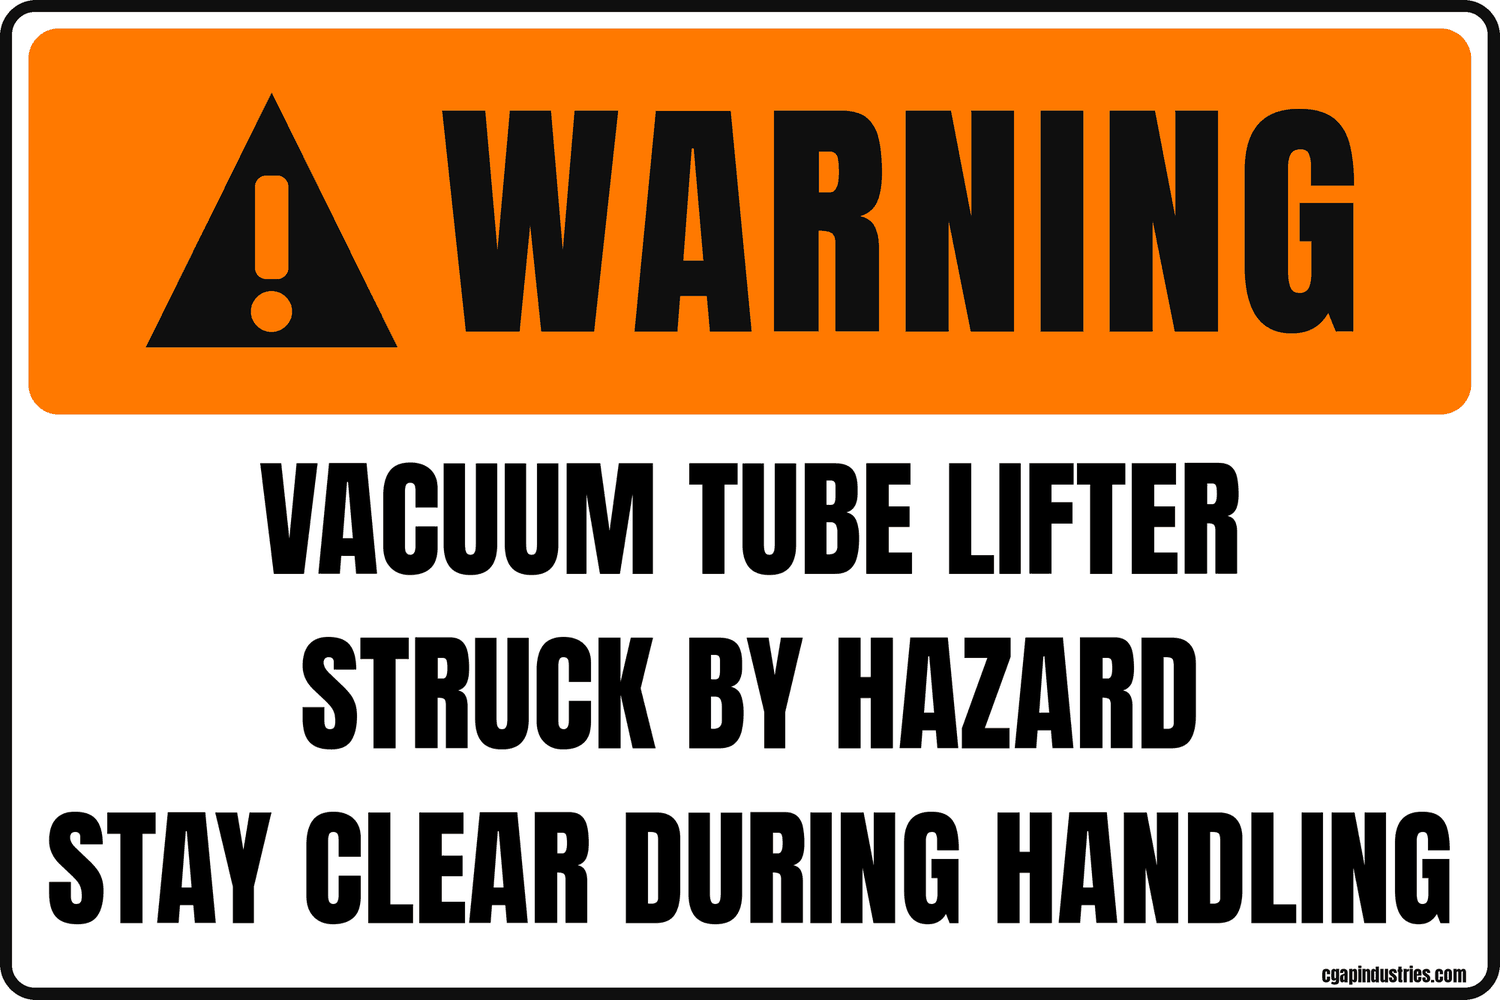 WARNING
VACUUM TUBE LIFTER
STRUCK BY HAZARD
STAY CLEAR DURING HANDLING
cgapindustries.com